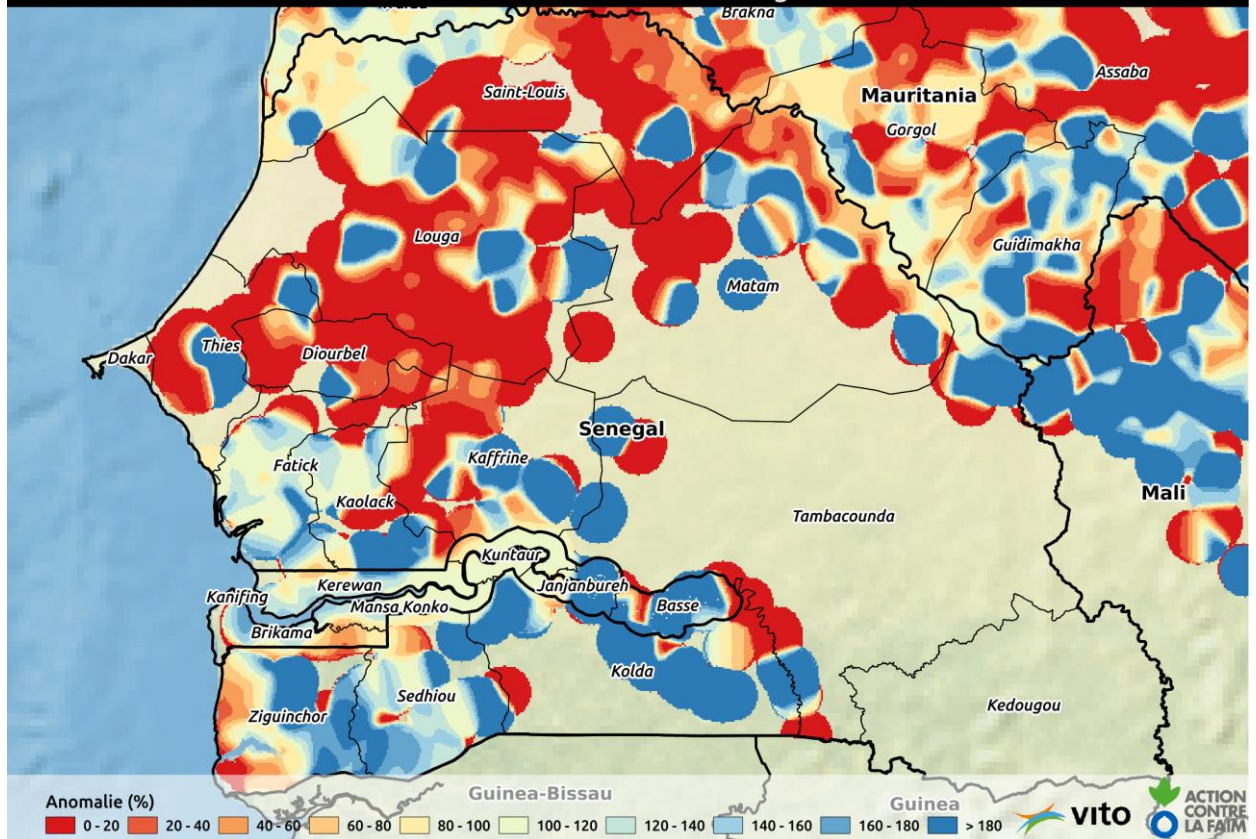 Brakna
Assaba
Saint-Louis
Mauritania
Gorgol
Louga
Guidimakha
Matam
Dakar
Thies
Diourbel
Senegal
Kaffrine
Fatick
Mali
Kaolack
Tambacounda
Kuntaur
Kerewan
Janjanbureh
Kanifing
Mansa Konko
Basse
Brikama
Kolda
Sedhiou
Kedougou
Ziguinchor
Guinea-Bissau
Guinea
Anomalie (%)
0 - 20
20 - 40
40 - 60
60 - 80
80 - 100
100 - 120
120 - 140
140 - 160
160 - 180
> 180
vito
ACTION
CONTRE
LA FAIM